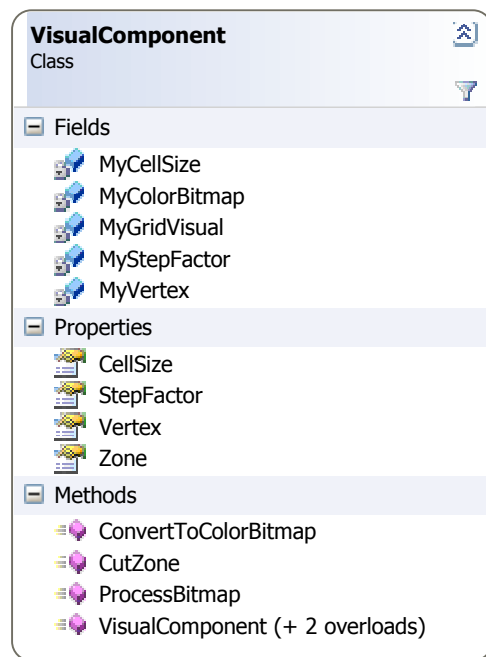 VisualComponent
Class
Fields
MyCellSize
MyColorBitmap
MyGridVisual
MyStepFactor
MyVertex
Properties
CellSize
StepFactor
Vertex
Zone
Methods
ConvertToColorBitmap
CutZone
ProcessBitmap
VisualComponent (+ 2 overloads)